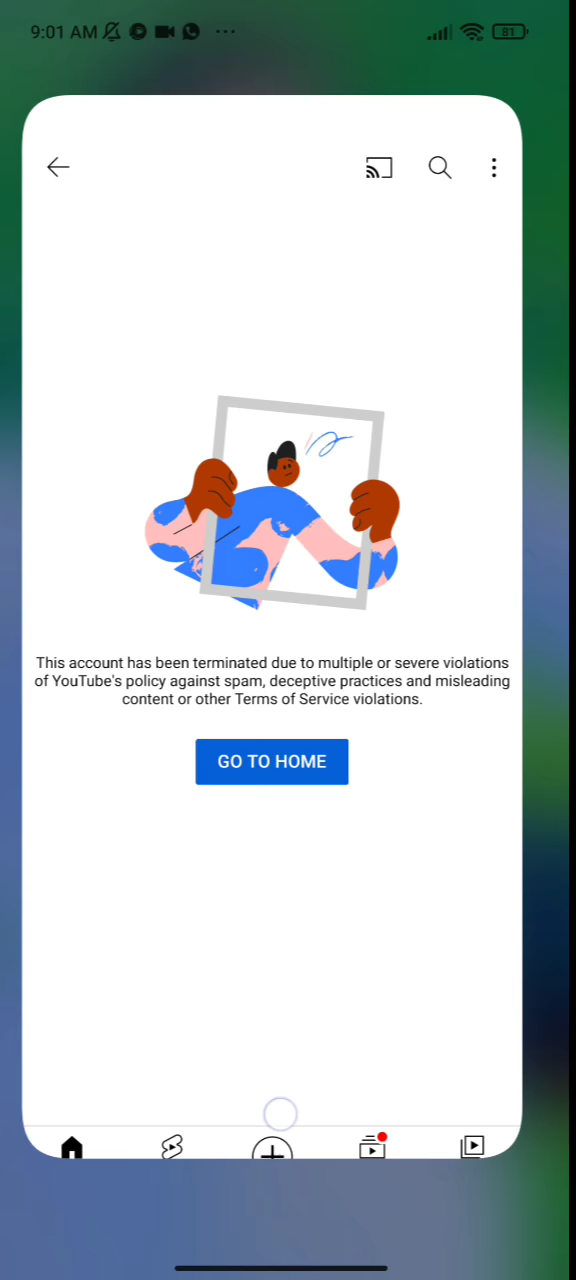 9:01 AM
81
This account has been terminated due to multiple or severe violations
of YouTube's policy against spam, deceptive practices and misleading
content or other Terms of Service violations.
GO TO HOME